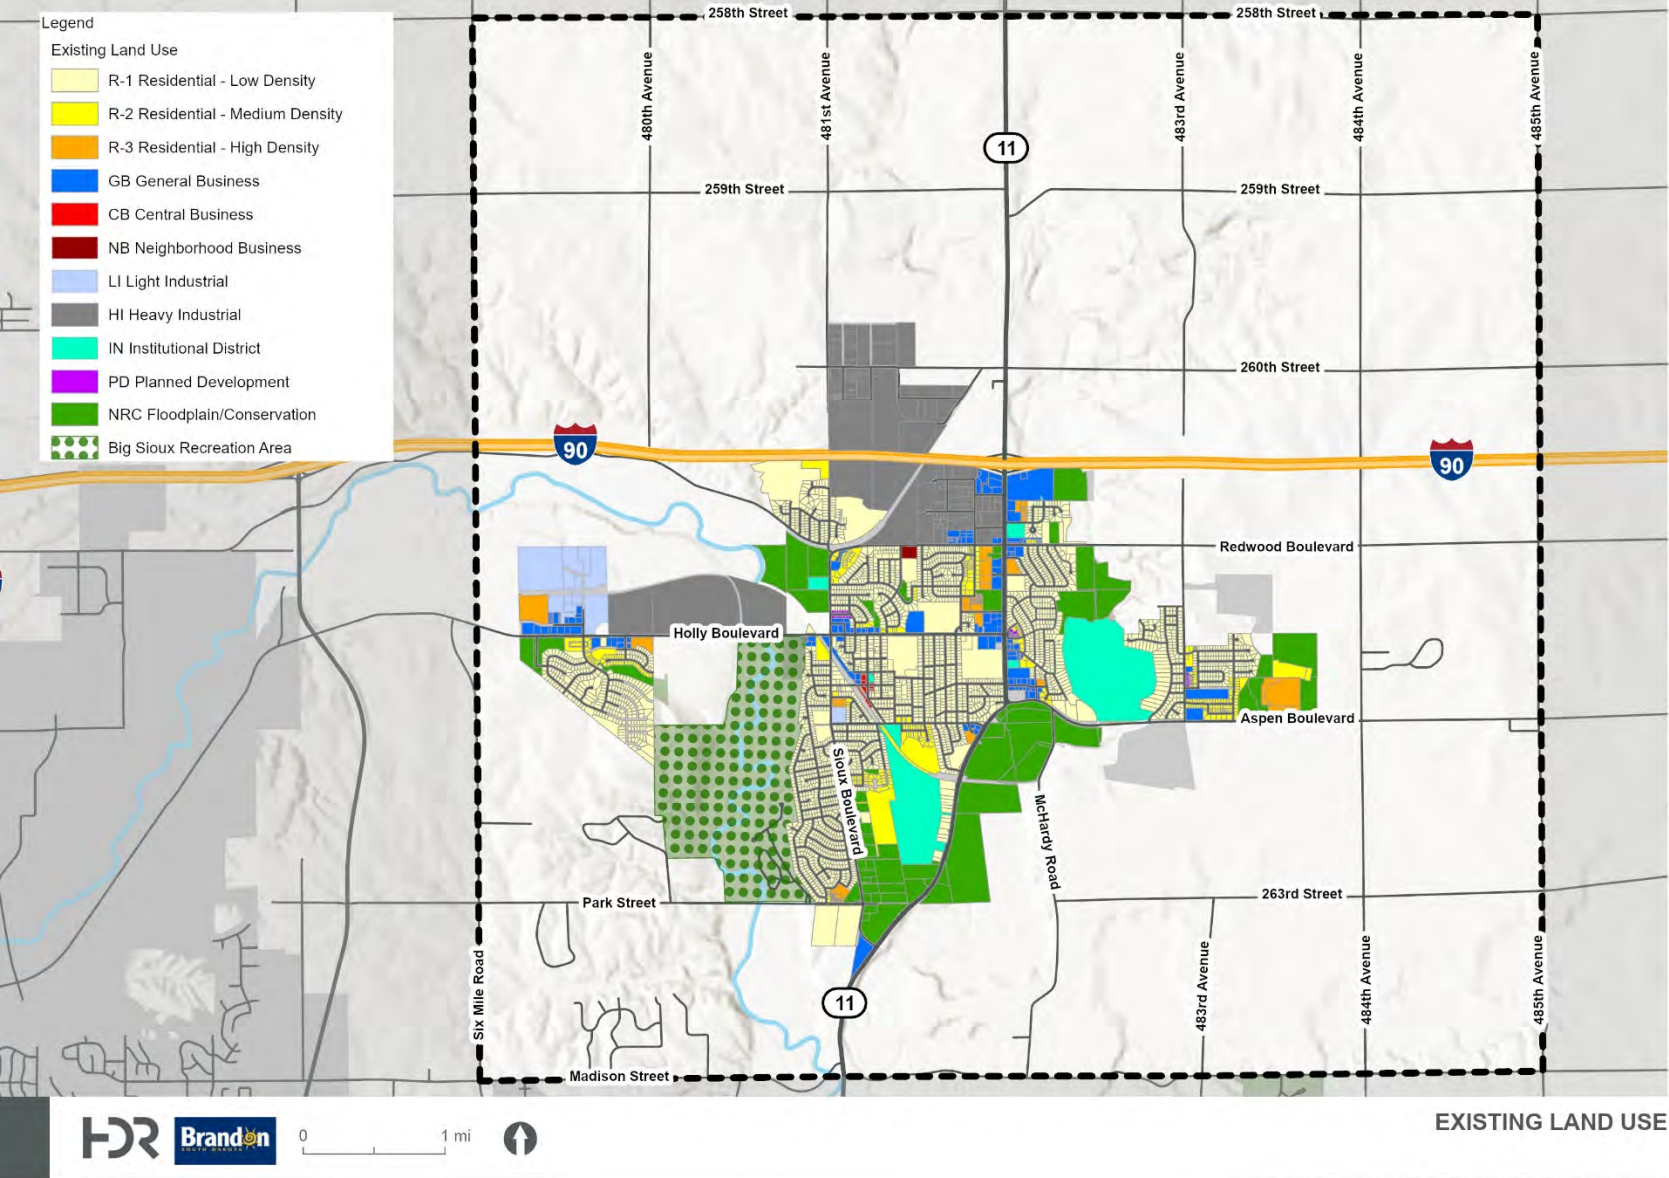 Legend
Existing Land Use
R-1 Residential - Low Density
R-2 Residential - Medium Density
R-3 Residential - High Density
GB General Business
CB Central Business
NB Neighborhood Business
LI Light Industrial
HI Heavy Industrial
IN Institutional District
PD Planned Development
NRC Floodplain/Conservation
Big Sioux Recreation Area
258th Street
258th Street
480th Avenue
481st Avenue
11
483rd Avenue
484th Avenue
485th Avenue
259th Street
259th Street
260th Street
90
90
Redwood Boulevard
Holly Boulevard
Aspen Boulevard
Sioux Boulevard
McHardy Road
Park Street
263rd Street
Six Mile Road
11
483rd Avenue
484th Avenue
485th Avenue
Madison Street
HDR
Brandon
SOUTH DAKOTA
0 1 mi
EXISTING LAND USE